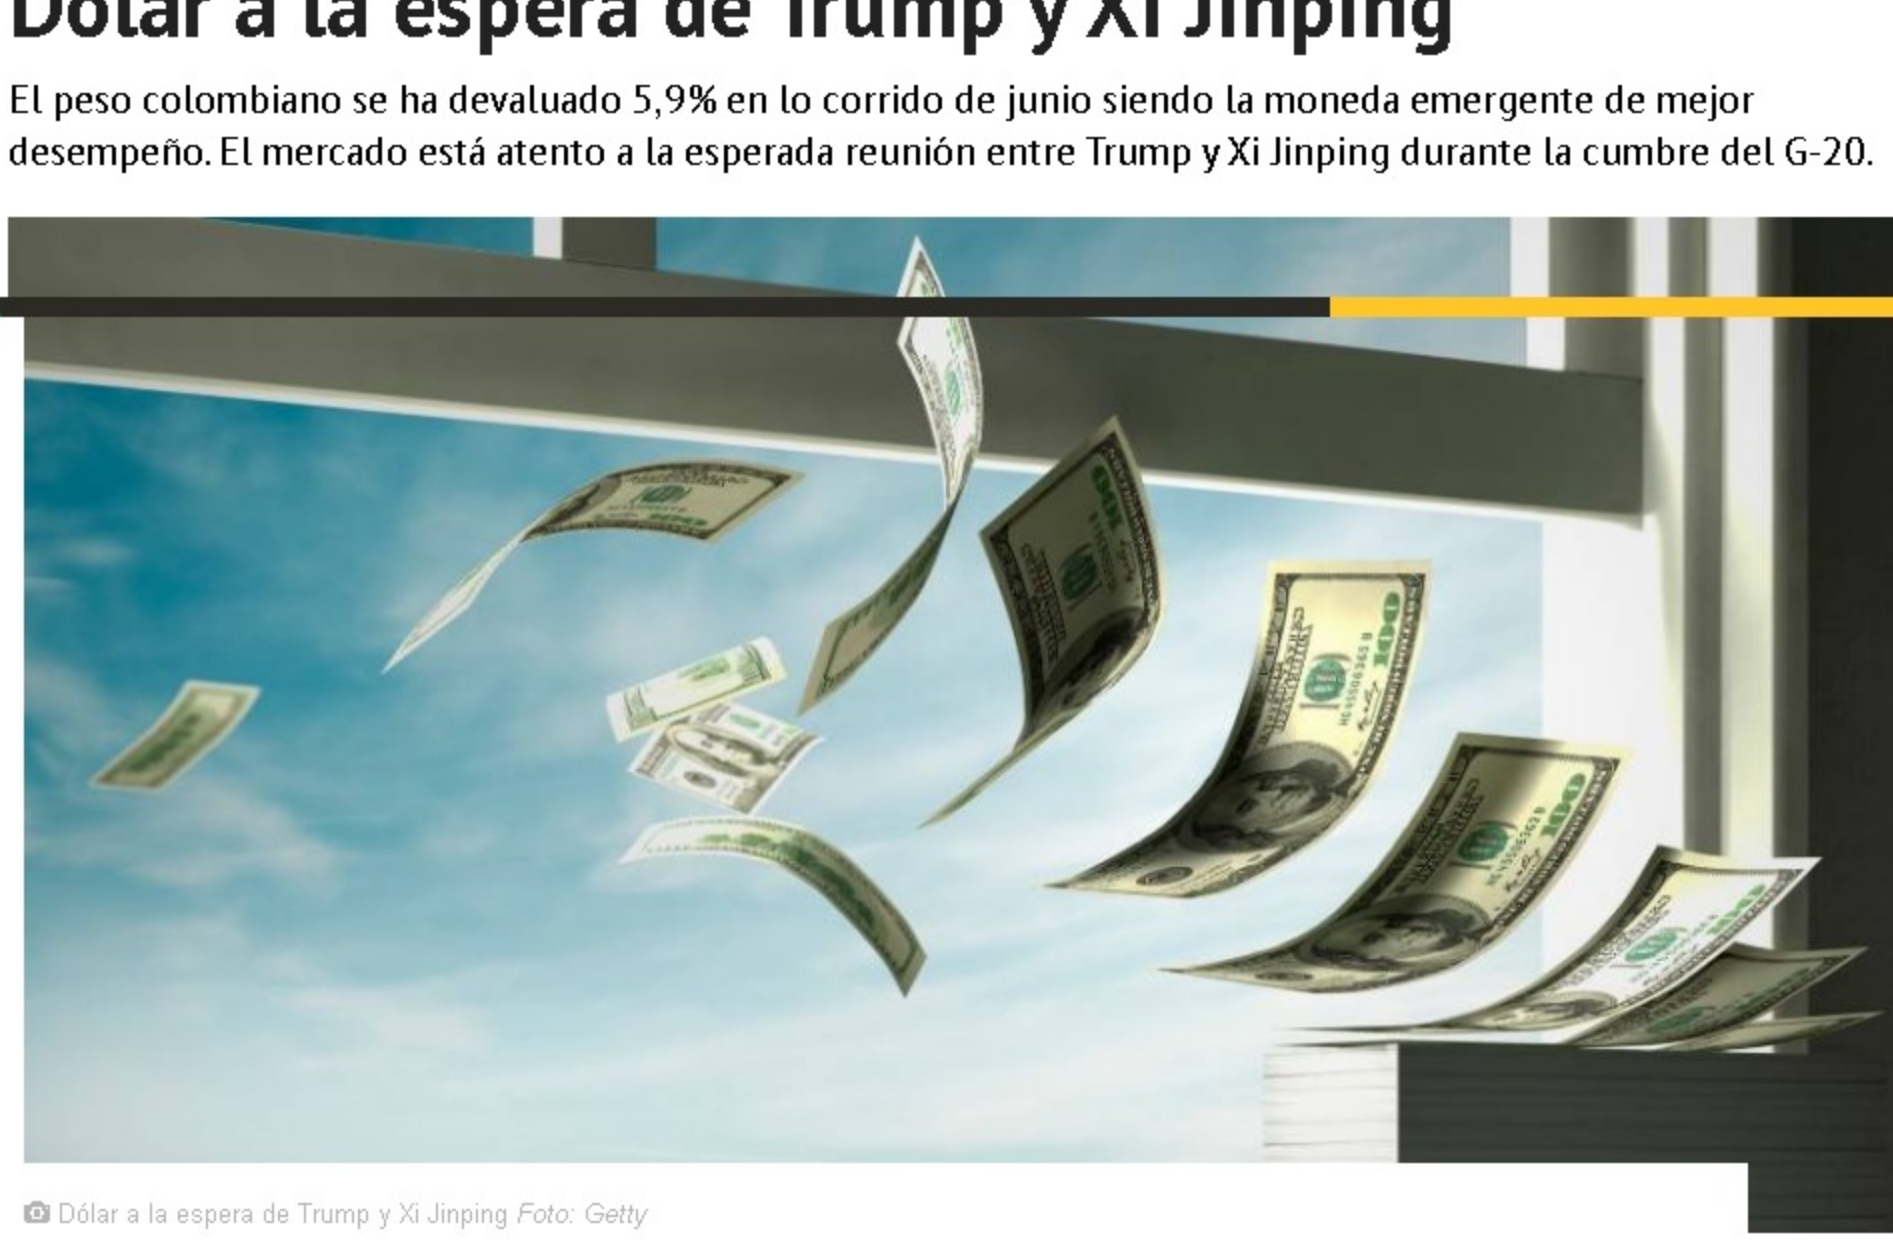 Dólar a la espera de Trump y Xi Jinping
El peso colombiano se ha devaluado 5,9% en lo corrido de junio siendo la moneda emergente de mejor
desempeño. El mercado está atento a la esperada reunión entre Trump y Xi Jinping durante la cumbre del G-20.
Dólar a la espera de Trump y Xi Jinping Foto: Getty